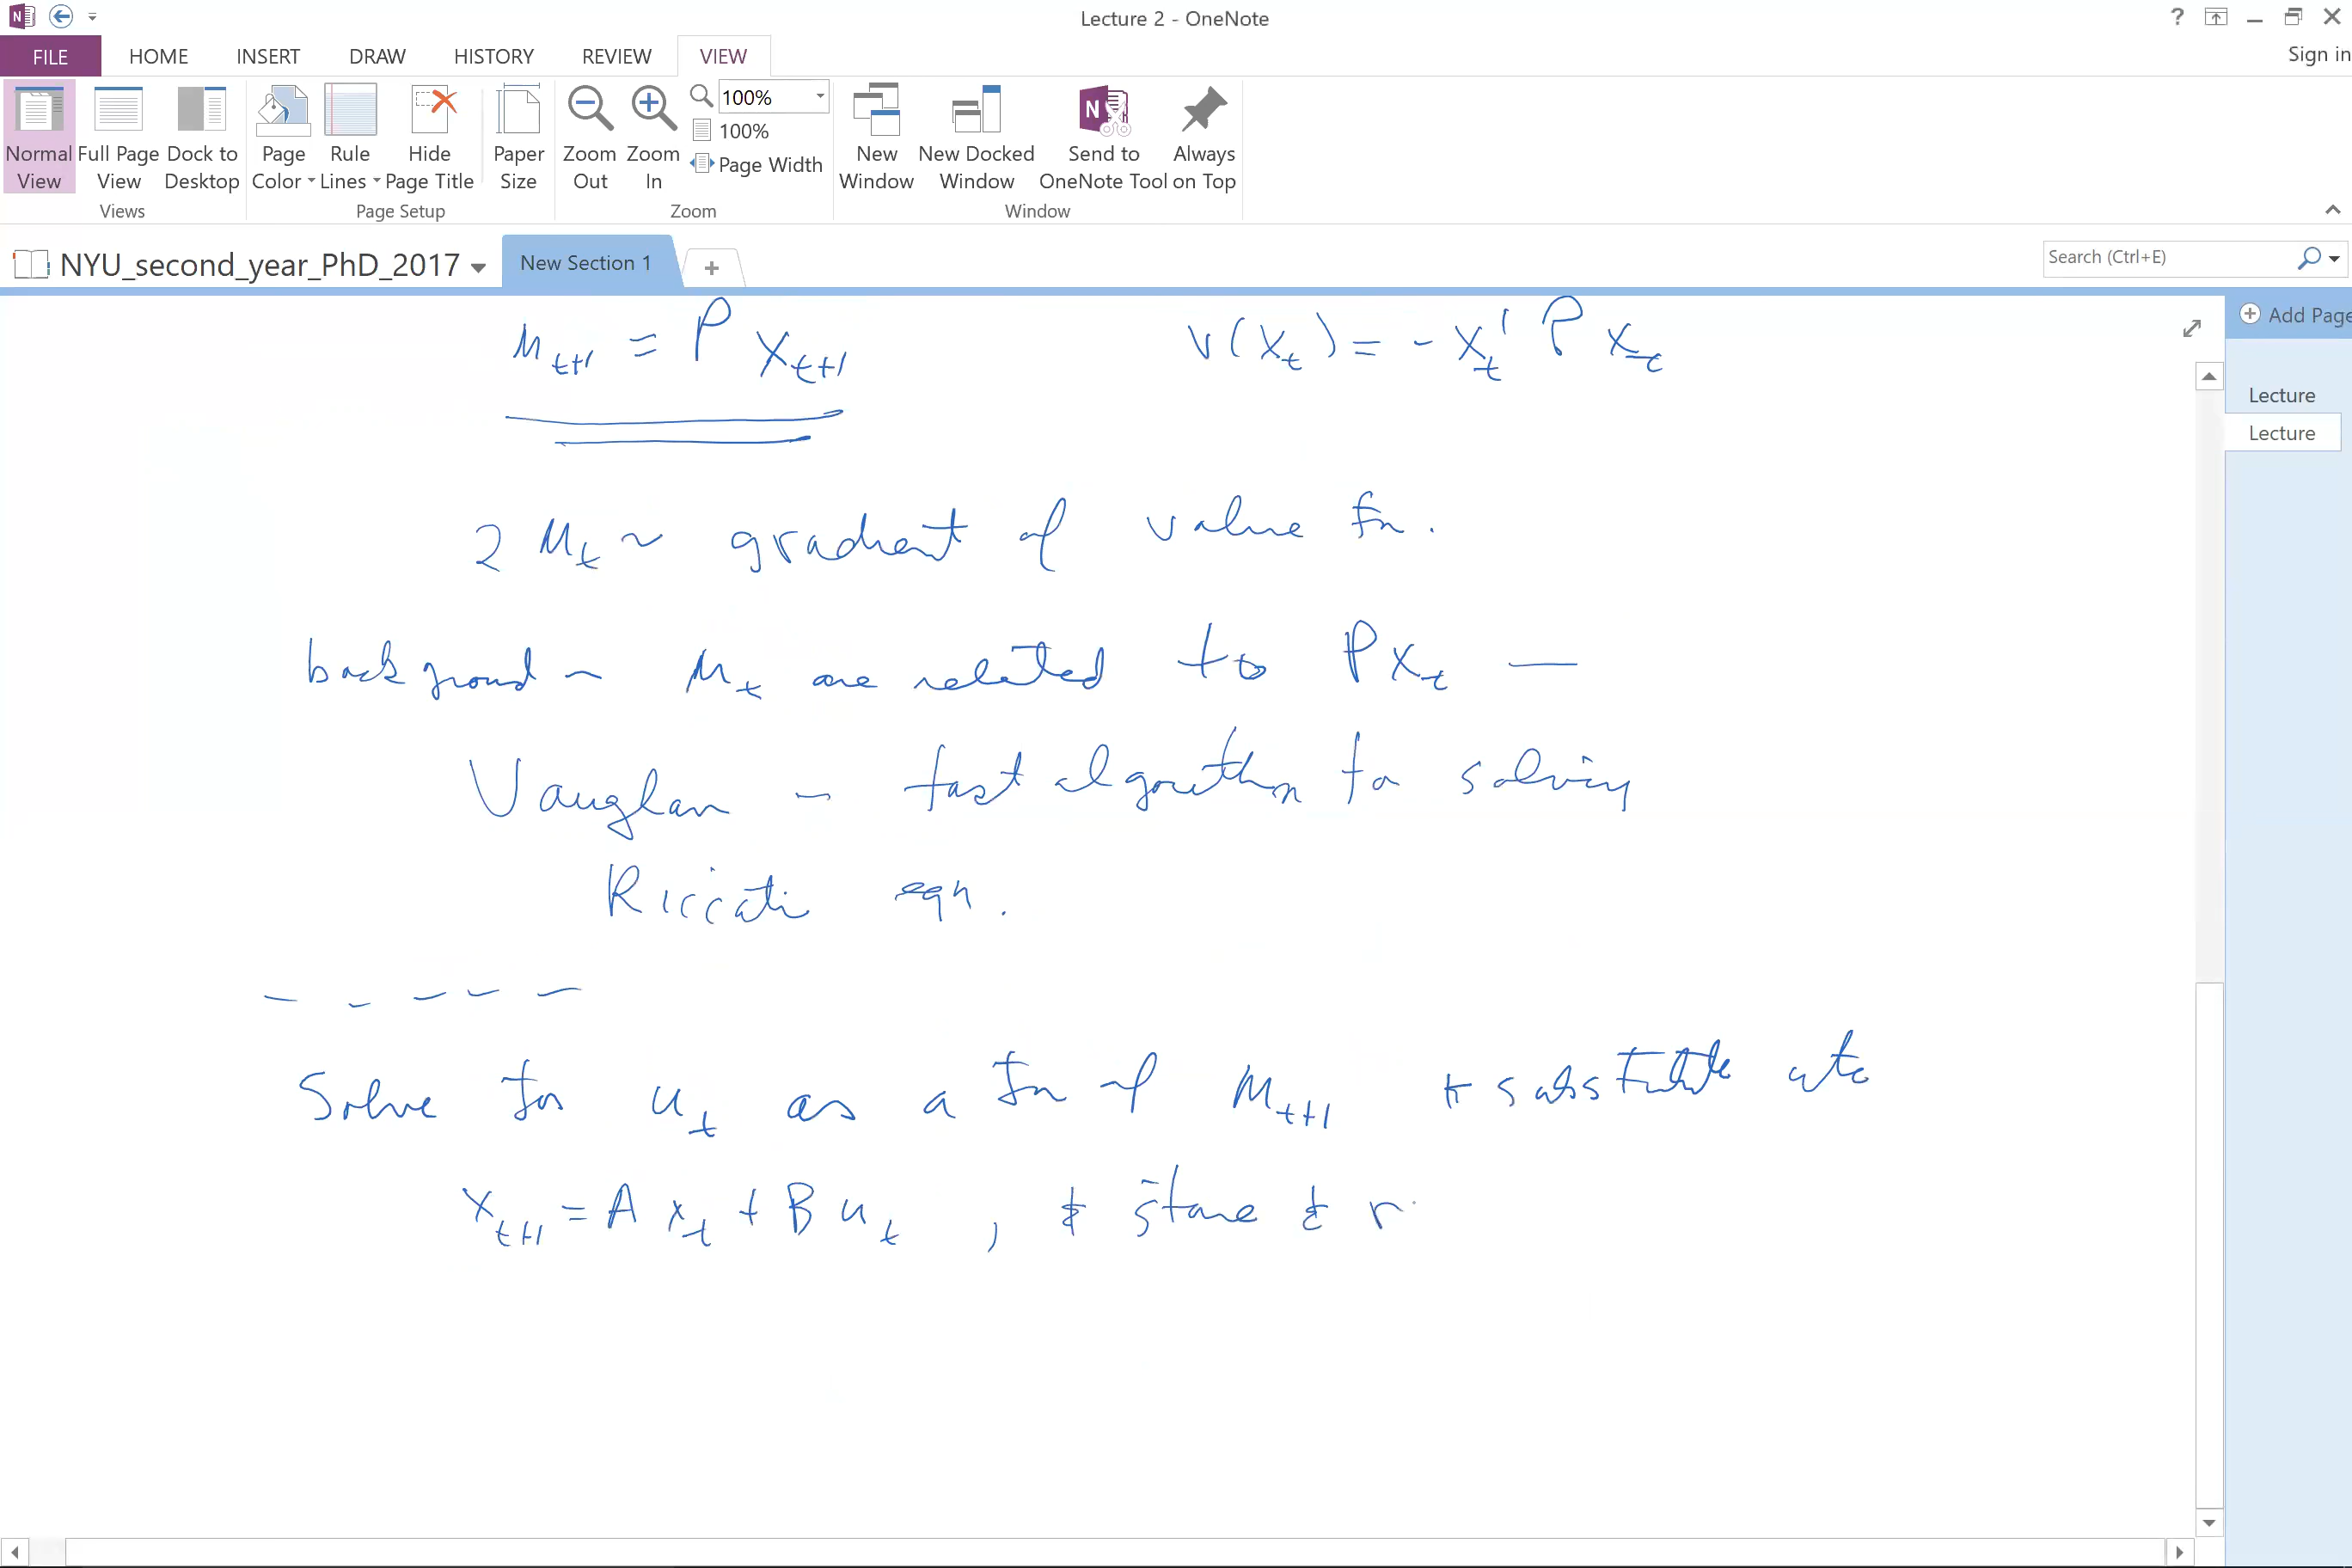 Lecture 2 - OneNote
Sign in
FILE HOME INSERT DRAW HISTORY REVIEW VIEW
100%
100%
Page Width
Normal View
Full Page View
Dock to Desktop
Page Color
Rule Lines
Hide Page Title
Paper Size
Zoom Out
Zoom In
New Window
New Docked Window
Send to OneNote Tool
Always on Top
Views
Page Setup
Zoom
Window
NYU_second_year_PhD_2017
New Section 1
Search (Ctrl+E)
Add Page
Lecture
Lecture
μ_{t+1} = P x_{t+1}
v(x_t) = - x_t' P x_t
2 μ_t ~ gradient of value fn.
background - μ_t are related to P x_t —
Vaughan - fast algorithm for solving
Riccati eqn.
- - - - -
Solve for u_t as a fn of μ_{t+1} + substitute into
x_{t+1} = A x_t + B u_t , & stare & r